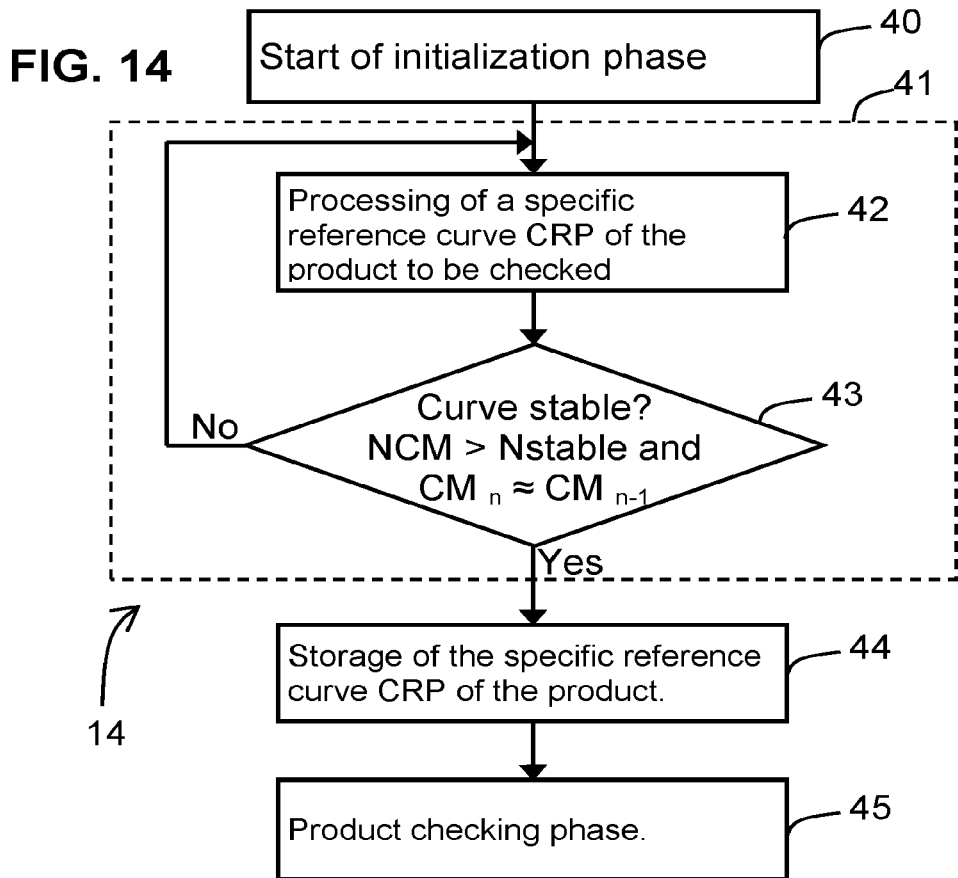 FIG. 14
Start of initialization phase
40
41
Processing of a specific
reference curve CRP of the
product to be checked
42
Curve stable?
NCM > Nstable and
CM n ≈ CM n-1
43
No
Yes
Storage of the specific reference
curve CRP of the product.
44
14
Product checking phase.
45